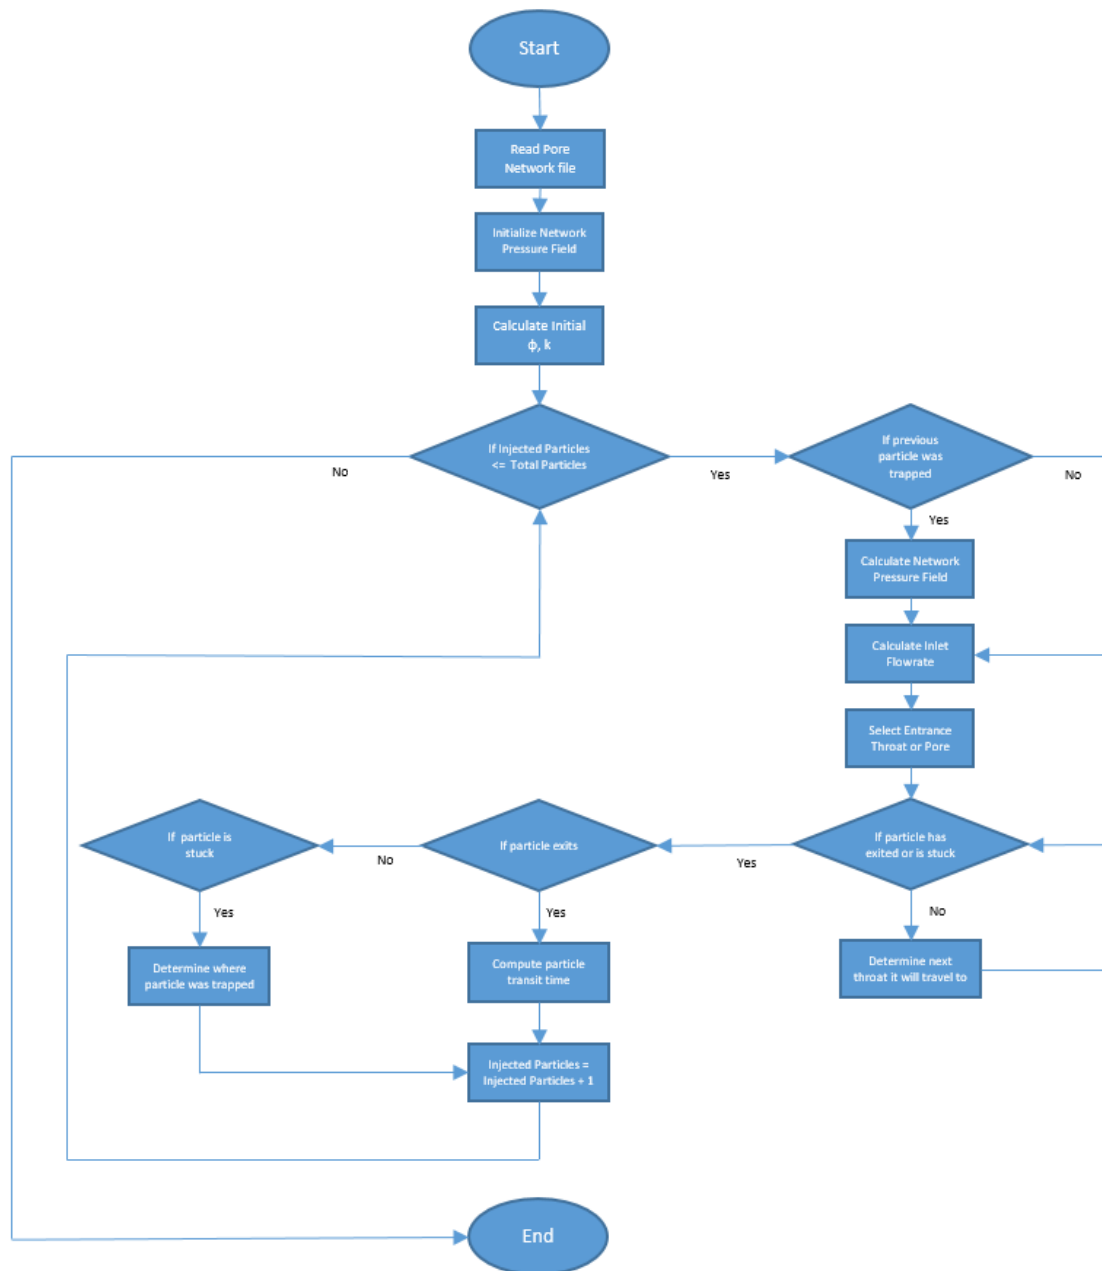 Start
Read Pore
Network file
Initialize Network
Pressure Field
Calculate Initial
ϕ, k
If Injected Particles
<= Total Particles
No
Yes
If previous
particle was
trapped
No
Yes
Calculate Network
Pressure Field
Calculate Inlet
Flowrate
Select Entrance
Throat or Pore
If particle is
stuck
No
If particle exits
Yes
If particle has
exited or is stuck
Yes
Yes
No
Determine where
particle was trapped
Compute particle
transit time
Determine next
throat it will travel to
Injected Particles =
Injected Particles + 1
End